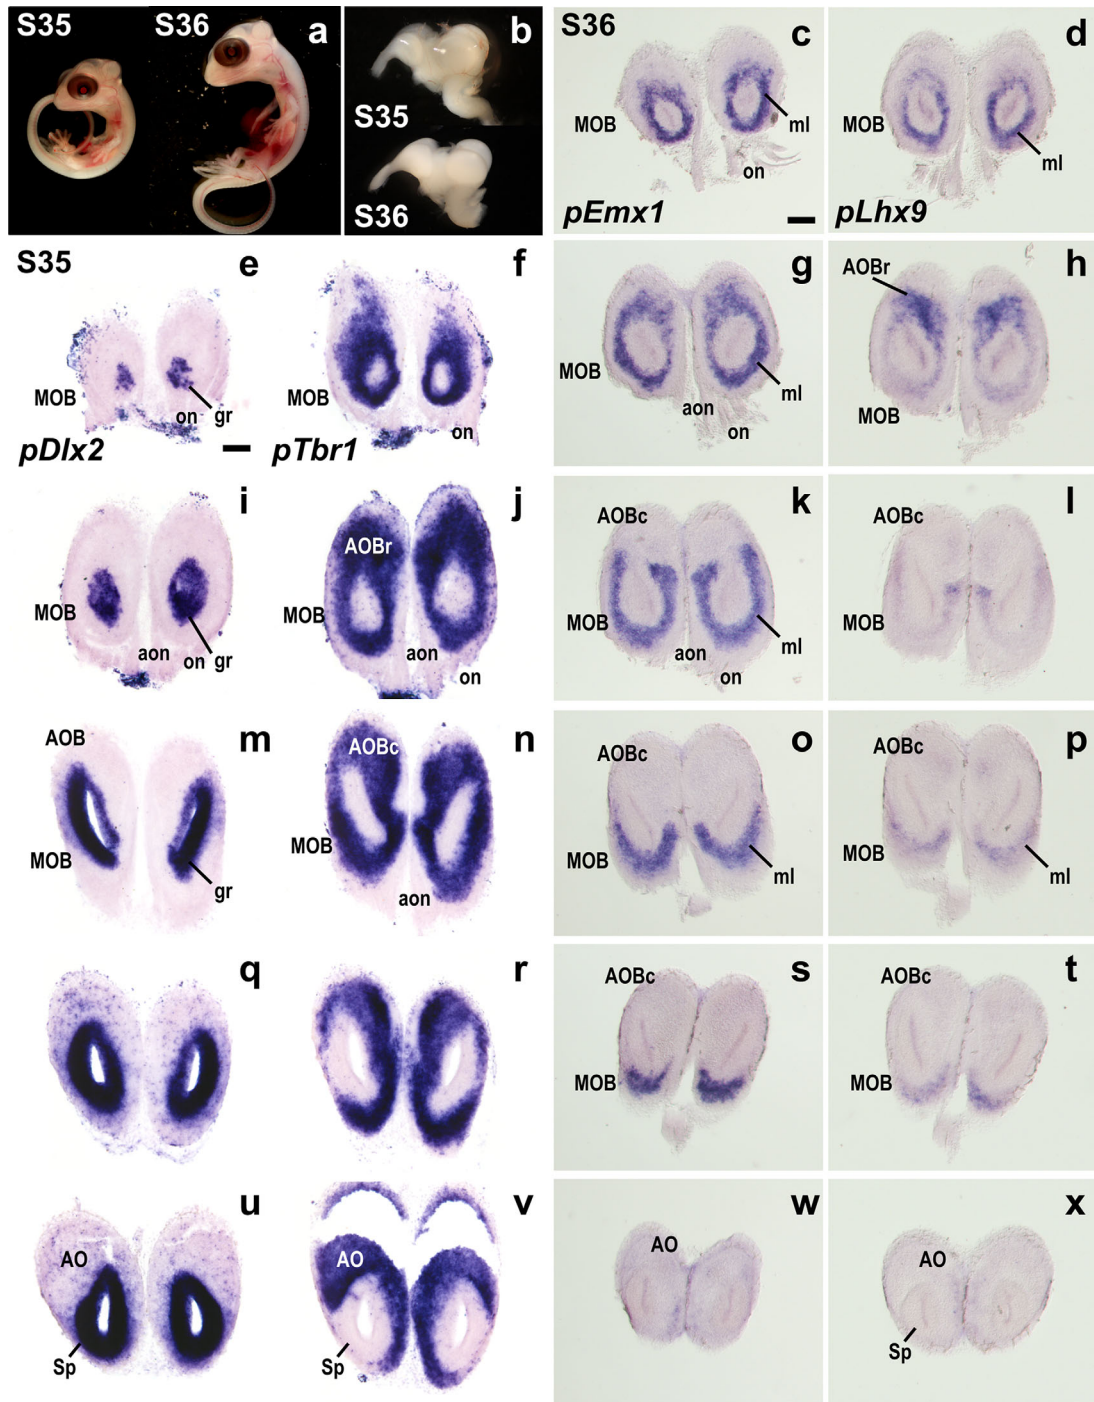 S35 S36 a b
S35
S36
S36 c d
MOB ml MOB ml
on
pEmx1 pLhx9
S35 e f g h
AOBr
MOB on gr on
pDlx2 pTbr1
MOB ml
aon
on
MOB
i j k l
AOBr
MOB gr
aon on
MOB aon
on
AOBc AOBc
MOB ml MOB
aon
on
m n o p
AOB AOBc
MOB gr
MOB
aon
AOBc AOBc
MOB ml MOB ml
q r s t
AOBc AOBc
MOB MOB
u v w x
AO AO AO AO
Sp Sp Sp